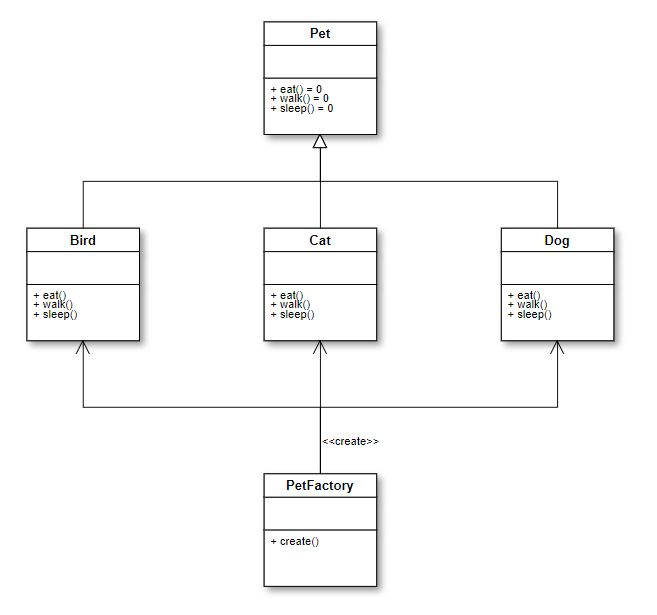 Pet
+ eat() = 0
+ walk() = 0
+ sleep() = 0
Bird
+ eat()
+ walk()
+ sleep()
Cat
+ eat()
+ walk()
+ sleep()
Dog
+ eat()
+ walk()
+ sleep()
<<create>>
PetFactory
+ create()